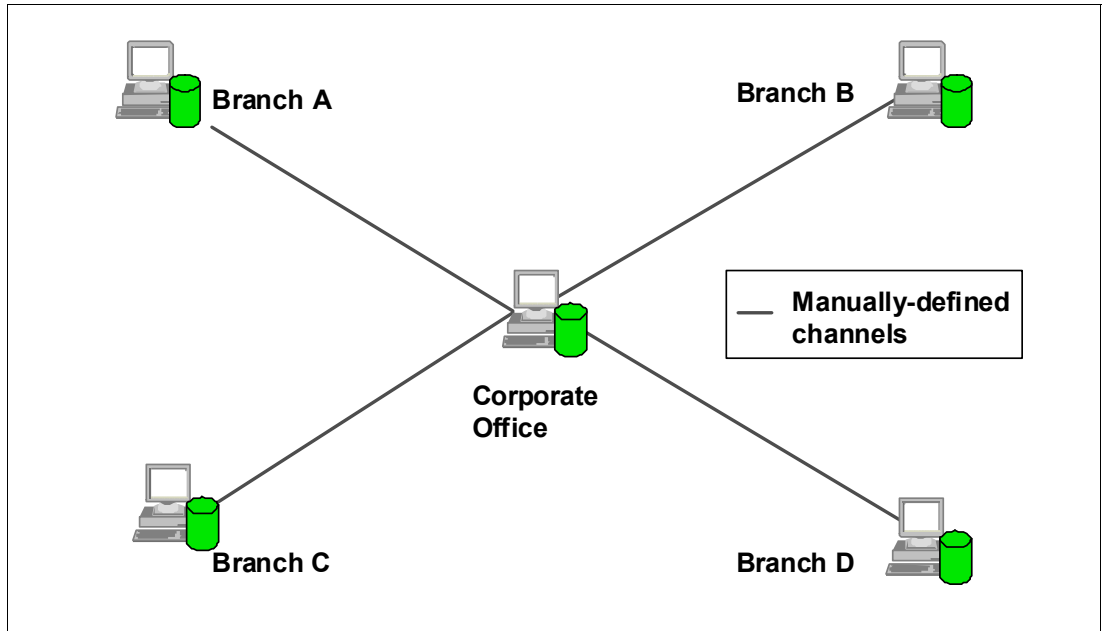 Branch A
Branch B
Manually-defined
channels
Corporate
Office
Branch C
Branch D